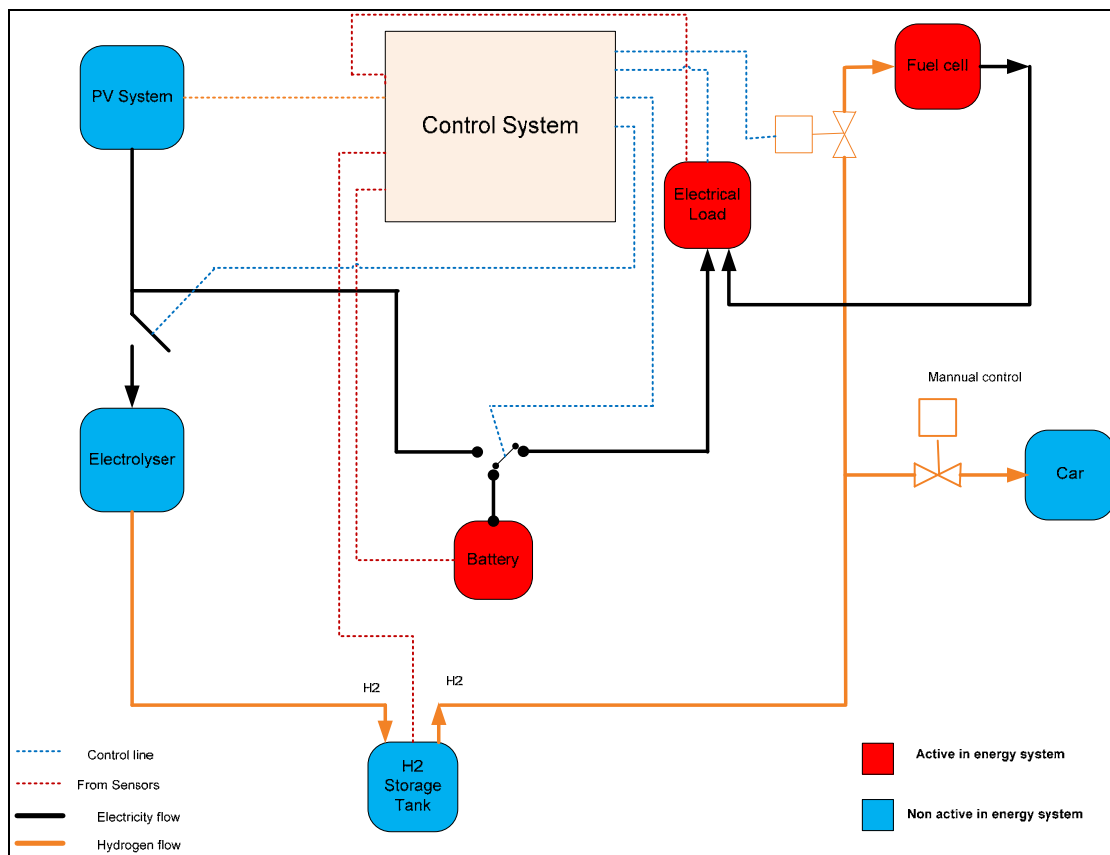 PV System
Control System
Fuel cell
Electrical
Load
Mannual control
Electrolyser
Car
Battery
H2
H2
H2
Storage
Tank
Control line
From Sensors
Electricity flow
Hydrogen flow
Active in energy system
Non active in energy system